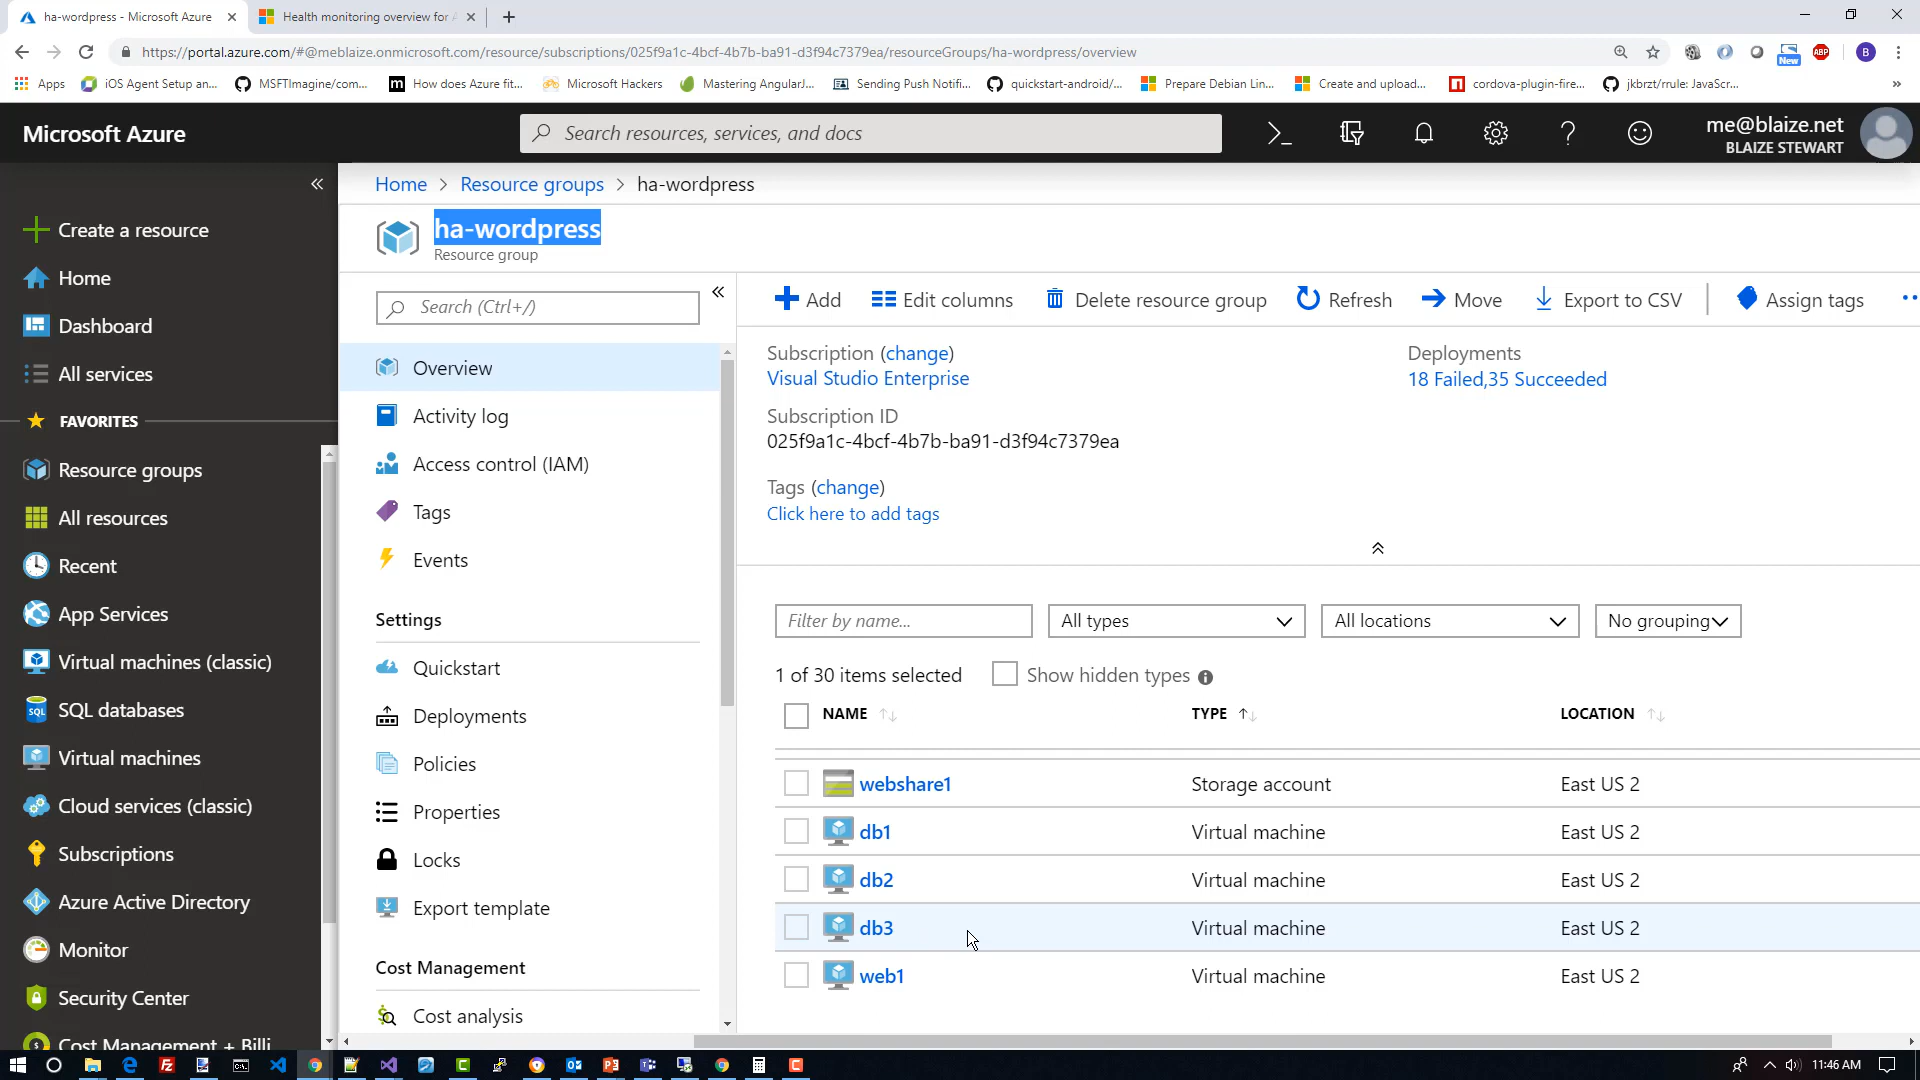 ha-wordpress - Microsoft Azure
Health monitoring overview for
https://portal.azure.com/#@meblaize.onmicrosoft.com/resource/subscriptions/025f9a1c-4bcf-4b7b-ba91-d3f94c7379ea/resourceGroups/ha-wordpress/overview
New
ABP
B
Apps
iOS Agent Setup an...
MSFTImagine/com...
m
How does Azure fit...
Microsoft Hackers
Mastering AngularJ...
Sending Push Notifi...
quickstart-android/...
Prepare Debian Lin...
Create and upload...
cordova-plugin-fire...
jkbrzt/rrule: JavaScr...
Microsoft Azure
Search resources, services, and docs
me@blaize.net
BLAIZE STEWART
Create a resource
Home
Dashboard
All services
FAVORITES
Resource groups
All resources
Recent
App Services
Virtual machines (classic)
SQL
SQL databases
Virtual machines
Cloud services (classic)
Subscriptions
Azure Active Directory
Monitor
Security Center
Cost Management + Billi
Home > Resource groups > ha-wordpress
ha-wordpress
Resource group
Search (Ctrl+/)
Overview
Activity log
Access control (IAM)
Tags
Events
Settings
Quickstart
Deployments
Policies
Properties
Locks
Export template
Cost Management
Cost analysis
Add
Edit columns
Delete resource group
Refresh
Move
Export to CSV
Assign tags
Subscription (change)
Visual Studio Enterprise
Subscription ID
025f9a1c-4bcf-4b7b-ba91-d3f94c7379ea
Tags (change)
Click here to add tags
Deployments
18 Failed,35 Succeeded
Filter by name...
All types
All locations
No grouping
1 of 30 items selected
Show hidden types
NAME TYPE LOCATION
webshare1 Storage account East US 2
db1 Virtual machine East US 2
db2 Virtual machine East US 2
db3 Virtual machine East US 2
web1 Virtual machine East US 2
11:46 AM